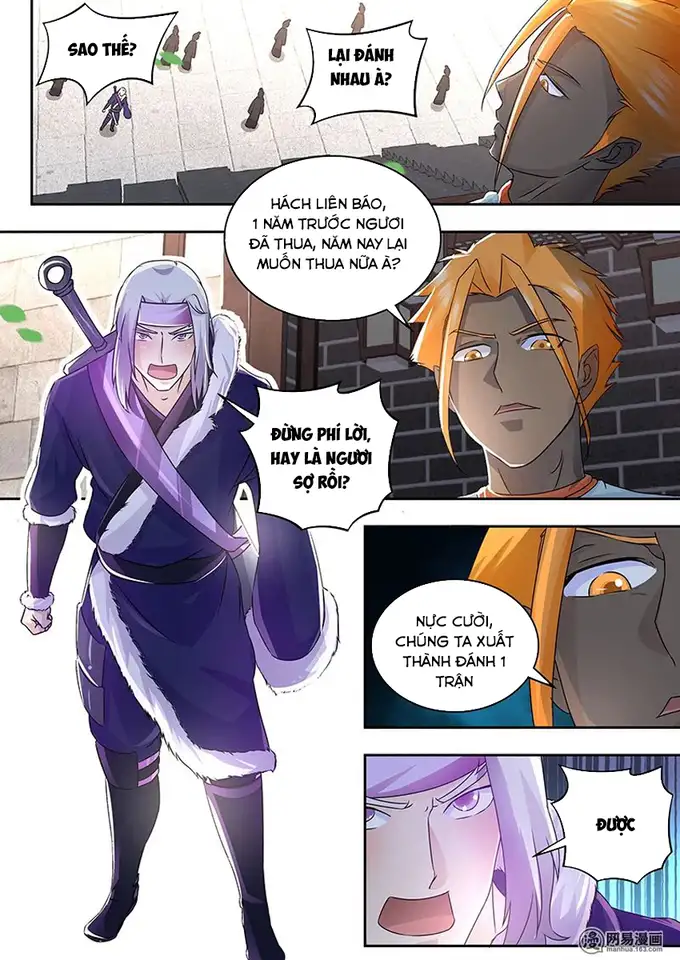 SAO THẾ?
LẠI ĐÁNH
NHAU À?
HÁCH LIÊN BÁO,
1 NĂM TRƯỚC NGƯƠI
ĐÃ THUA, NĂM NAY LẠI
MUỐN THUA NỮA À?
ĐỪNG PHÍ LỜI,
HAY LÀ NGƯƠI
SỢ RỒI?
NỰC CƯỜI,
CHÚNG TA XUẤT
THÀNH ĐÁNH 1
TRẬN
ĐƯỢC
网易漫画
manhua.163.com